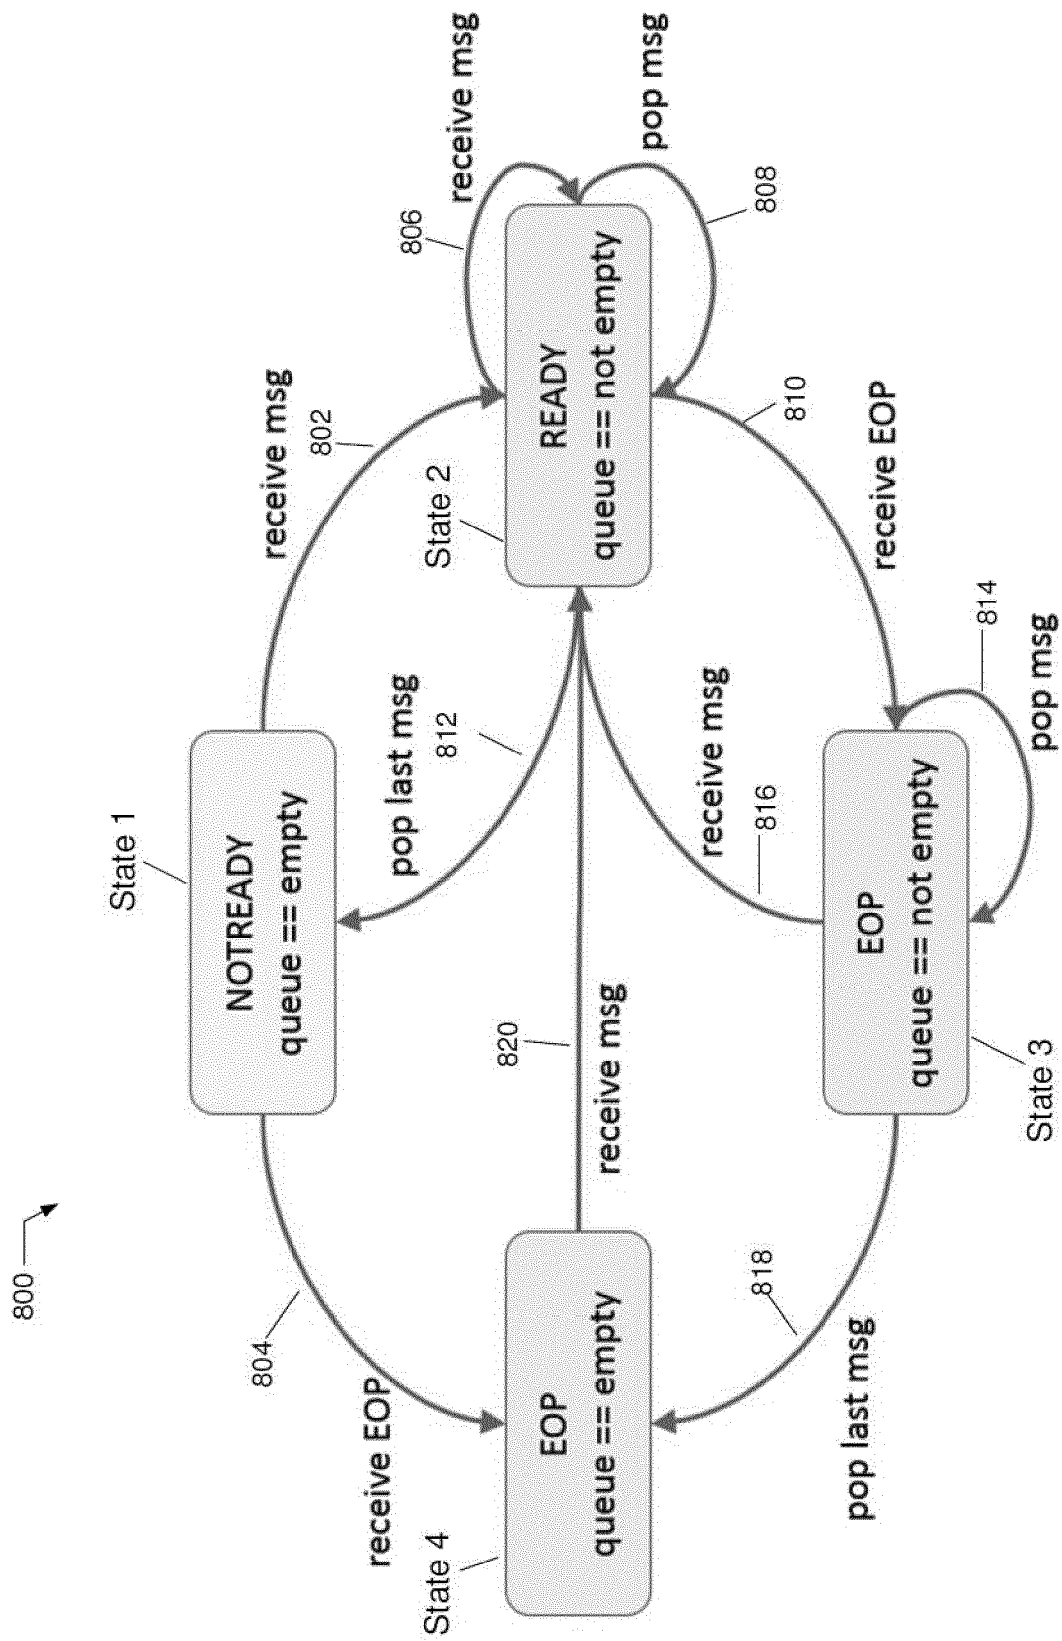 800
State 1
NOTREADY
queue == empty
receive msg
802
804
receive EOP
State 2
READY
queue == not empty
806
receive msg
pop msg
808
pop last msg
812
810
receive EOP
820
receive msg
receive msg
816
State 4
EOP
queue == empty
818
pop last msg
EOP
queue == not empty
State 3
814
pop msg